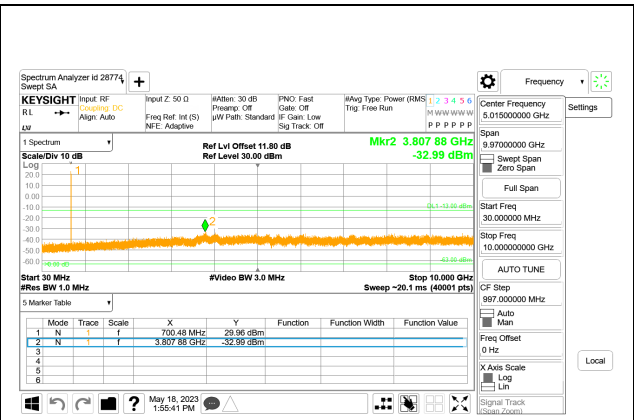 Spectrum Analyzer id 28774
Swept SA
Frequency
KEYSIGHT
RL
LXI
Input: RF
Coupling: DC
Align: Auto
Input Z: 50 Ω
Freq Ref: Int (S)
NFE: Adaptive
#Atten: 30 dB
Preamp: Off
µW Path: Standard
PNO: Fast
Gate: Off
IF Gain: Low
Sig Track: Off
#Avg Type: Power (RMS
Trig: Free Run
1 2 3 4 5 6
M W W W W W
P P P P P P
1 Spectrum
Scale/Div 10 dB
Ref Lvl Offset 11.80 dB
Ref Level 30.00 dBm
Mkr2 3.807 88 GHz
-32.99 dBm
Log
20.0
10.0
0.00
-10.0
-20.0
-30.0
-40.0
-50.0
-60.0
1
2
DL1 -13.00 dBm
Start 30 MHz
#Res BW 1.0 MHz
#Video BW 3.0 MHz
Stop 10.000 GHz
Sweep ~20.1 ms (40001 pts)
5 Marker Table
Mode Trace Scale X Y Function Function Width Function Value
1 N 1 f 700.48 MHz 29.96 dBm
2 N 1 f 3.807 88 GHz -32.99 dBm
3
4
5
6
May 18, 2023
1:55:41 PM
?
Center Frequency
5.015000000 GHz
Settings
Span
9.97000000 GHz
Swept Span
Zero Span
Full Span
Start Freq
30.000000 MHz
Stop Freq
10.000000000 GHz
AUTO TUNE
CF Step
997.000000 MHz
Auto
Man
Freq Offset
0 Hz
X Axis Scale
Log
Lin
Signal Track
(Span Zoom)
Local